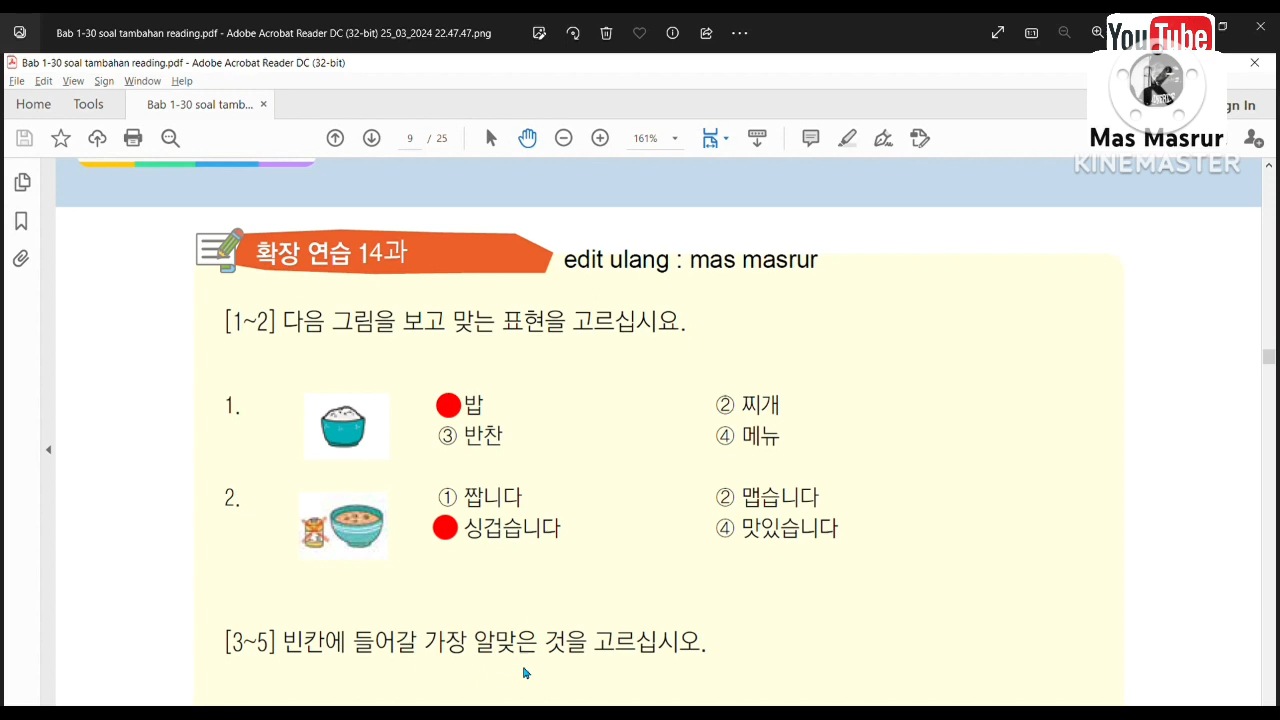 Bab 1-30 soal tambahan reading.pdf - Adobe Acrobat Reader DC (32-bit) 25_03_2024 22.47.47.png
YouTube
Bab 1-30 soal tambahan reading.pdf - Adobe Acrobat Reader DC (32-bit)
File Edit View Sign Window Help
Home Tools Bab 1-30 soal tamb... × gn In
9 / 25 161%
Mas Masrur
KINEMASTER
확장 연습 14과
edit ulang : mas masrur
[1~2] 다음 그림을 보고 맞는 표현을 고르십시요.
1. 밥 ② 찌개
③ 반찬 ④ 메뉴
2. ① 짭니다 ② 맵습니다
싱겁습니다 ④ 맛있습니다
[3~5] 빈칸에 들어갈 가장 알맞은 것을 고르십시오.